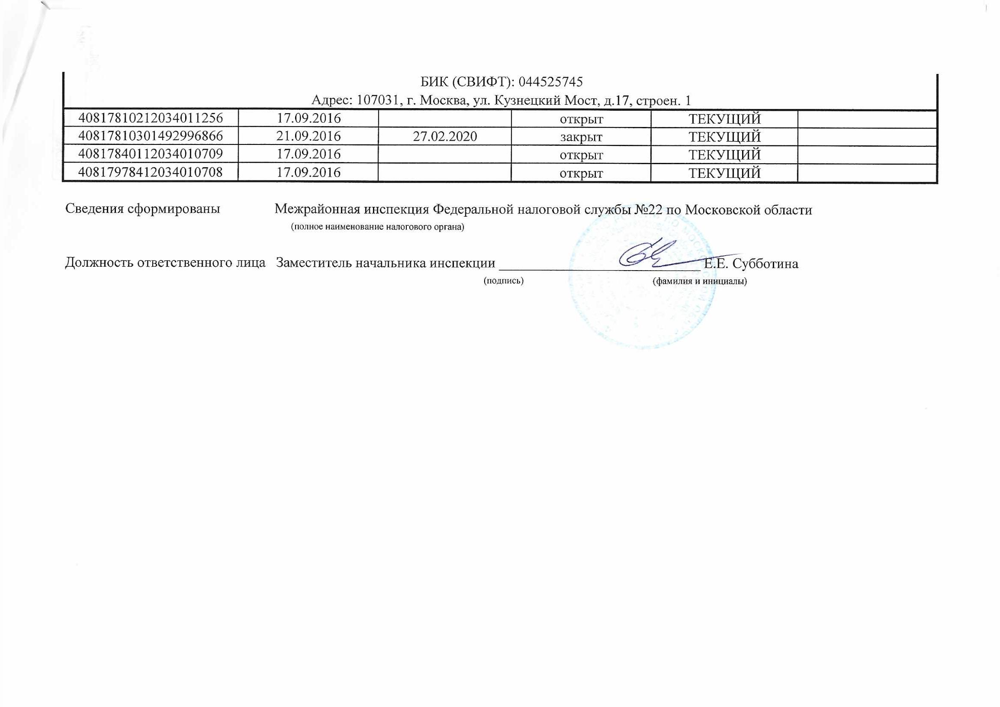 БИК (СВИФТ): 044525745
Адрес: 107031, г. Москва, ул. Кузнецкий Мост, д.17, строен. 1
40817810212034011256 17.09.2016 открыт ТЕКУЩИЙ
40817810301492996866 21.09.2016 27.02.2020 закрыт ТЕКУЩИЙ
40817840112034010709 17.09.2016 открыт ТЕКУЩИЙ
40817978412034010708 17.09.2016 открыт ТЕКУЩИЙ
Сведения сформированы Межрайонная инспекция Федеральной налоговой службы №22 по Московской области
(полное наименование налогового органа)
Должность ответственного лица Заместитель начальника инспекции Е.Е. Субботина
(подпись) (фамилия и инициалы)